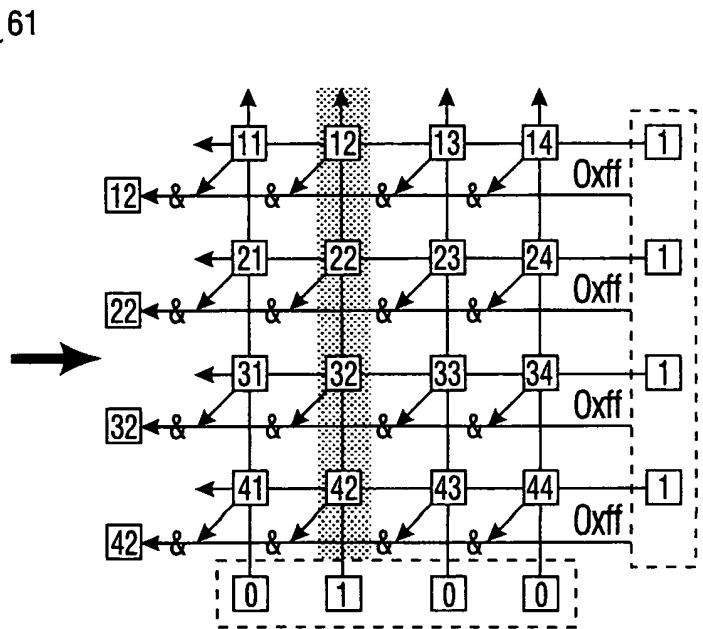 61
11 12 13 14 1
0xff
12 & & & &
21 22 23 24 1
0xff
22 & & & &
31 32 33 34 1
0xff
32 & & & &
41 42 43 44 1
0xff
42 & & & &
0 1 0 0